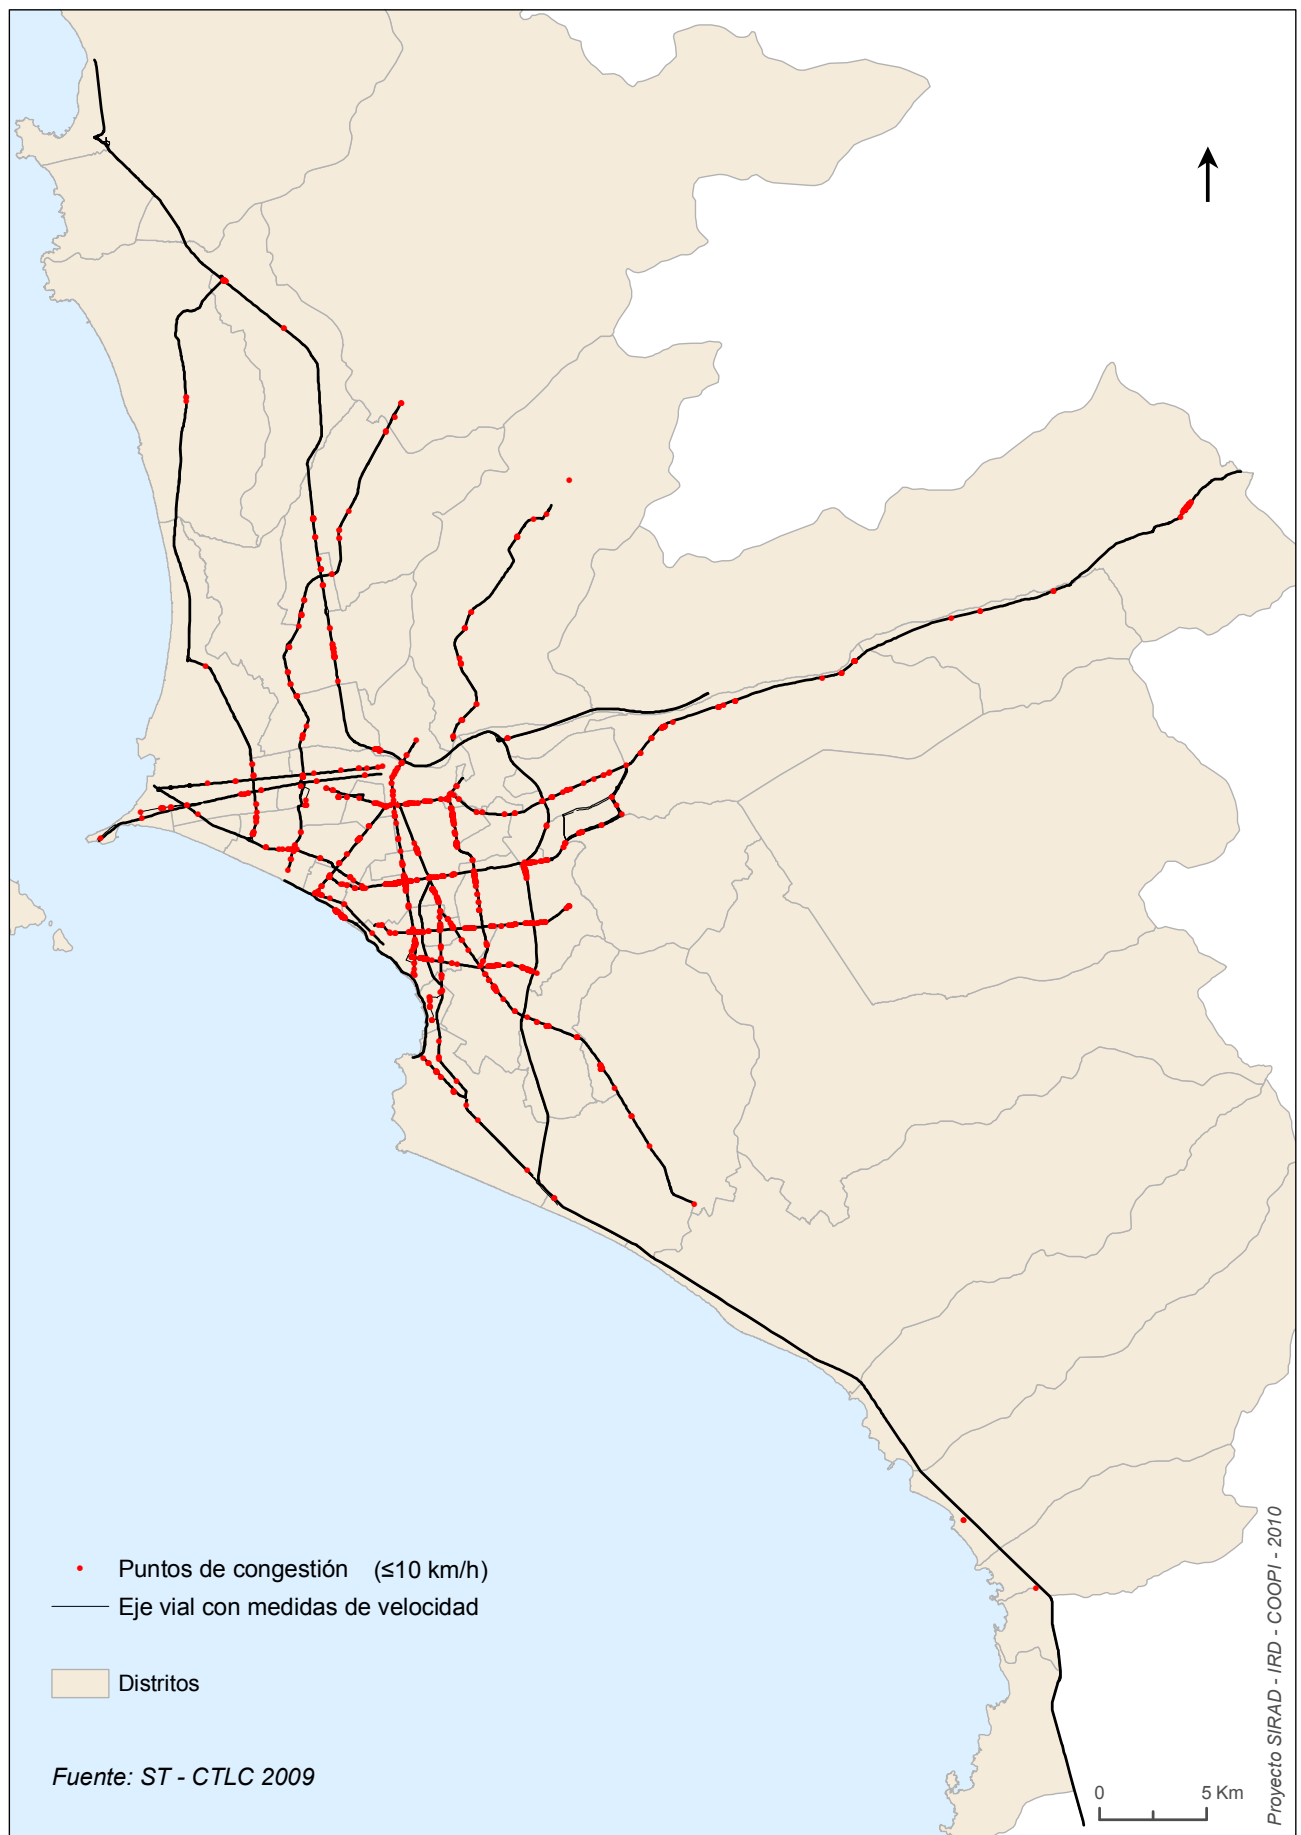 Puntos de congestión (≤10 km/h)
Eje vial con medidas de velocidad
Distritos
Fuente: ST - CTLC 2009
0 5 Km
Proyecto SIRAD - IRD - COOPI - 2010